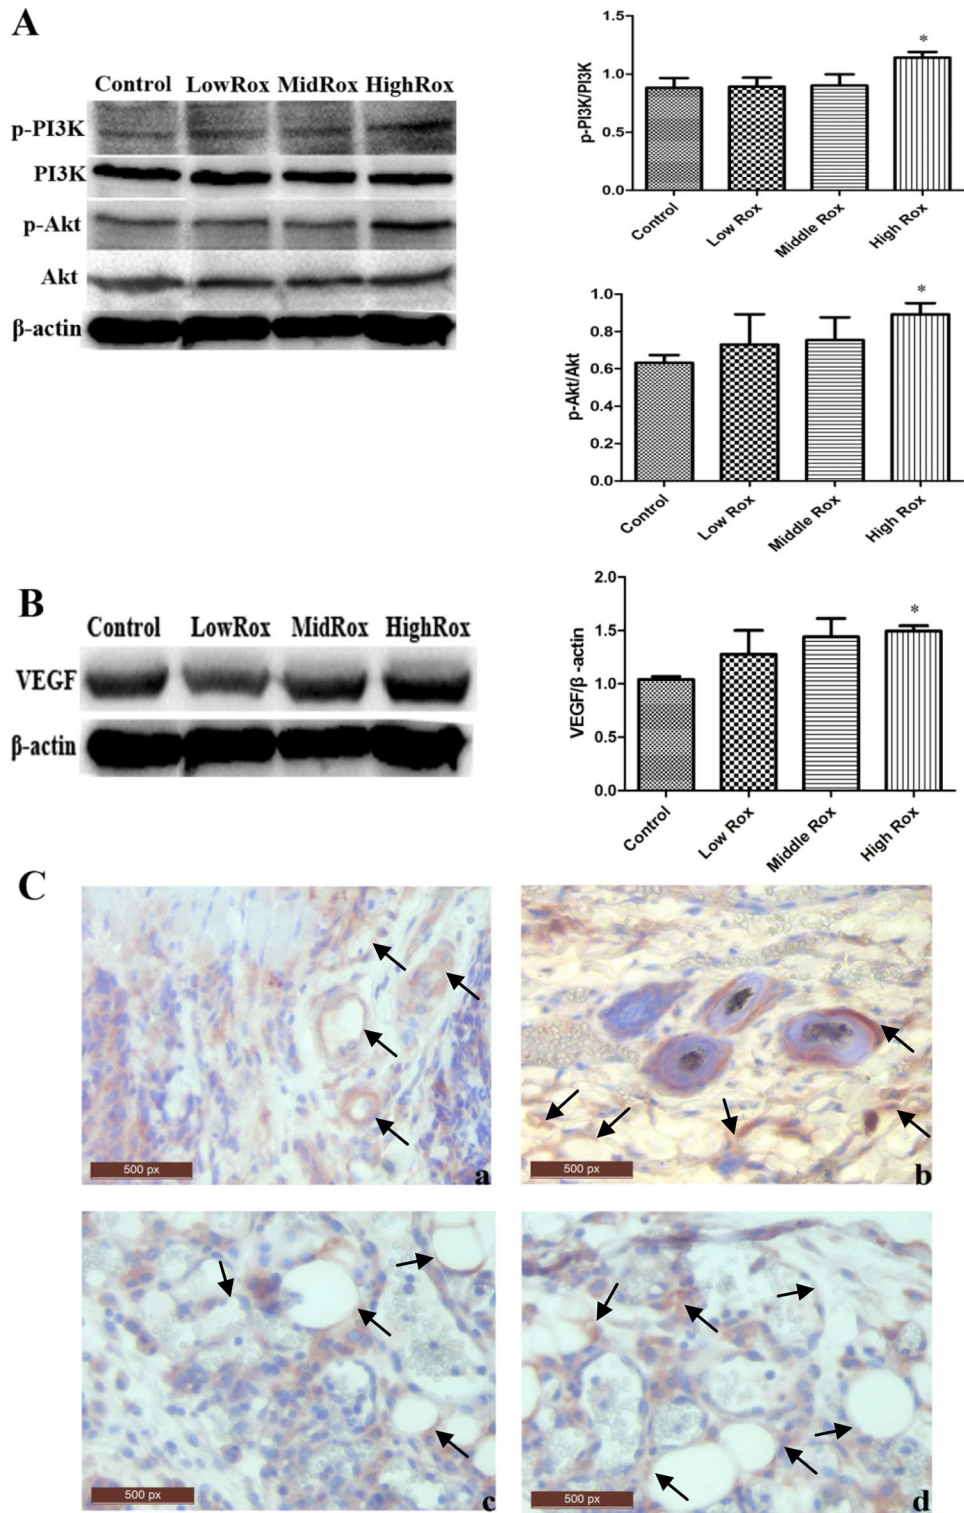 A
Control LowRox MidRox HighRox
p-PI3K
PI3K
p-Akt
Akt
β-actin
p-PI3K/PI3K
1.5
1.0
0.5
0.0
*
Control
Low Rox
Middle Rox
High Rox
p-Akt/Akt
1.0
0.8
0.6
0.4
0.2
0.0
*
Control
Low Rox
Middle Rox
High Rox
B
Control LowRox MidRox HighRox
VEGF
β-actin
VEGF/β -actin
2.0
1.5
1.0
0.5
0.0
*
Control
Low Rox
Middle Rox
High Rox
C
500 px
a
500 px
b
500 px
c
500 px
d